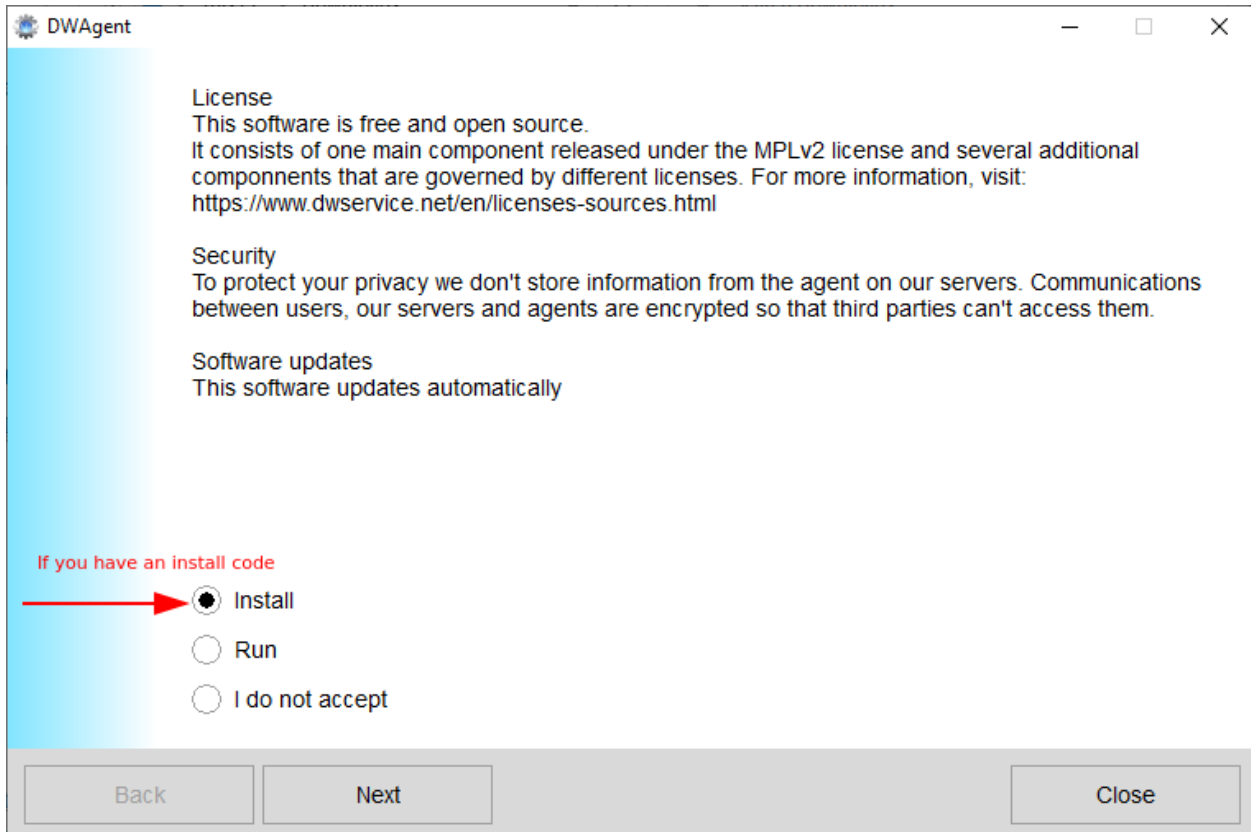 DWAgent
License
This software is free and open source.
It consists of one main component released under the MPLv2 license and several additional
componnents that are governed by different licenses. For more information, visit:
https://www.dwservice.net/en/licenses-sources.html
Security
To protect your privacy we don't store information from the agent on our servers. Communications
between users, our servers and agents are encrypted so that third parties can't access them.
Software updates
This software updates automatically
If you have an install code
Install
Run
I do not accept
Back
Next
Close